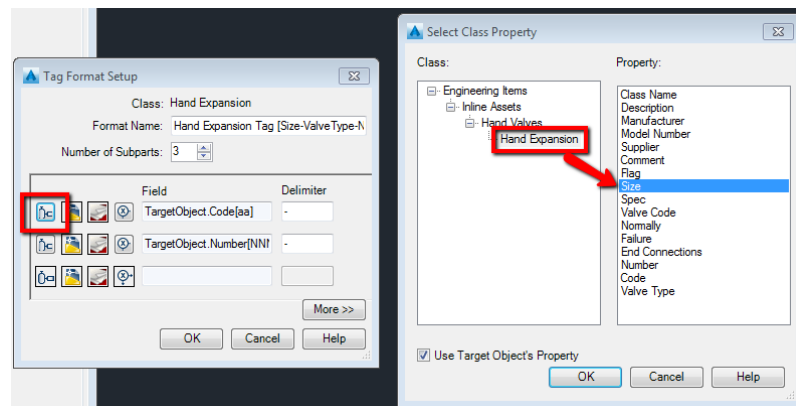 Tag Format Setup
Class: Hand Expansion
Format Name: Hand Expansion Tag [Size-ValveType-N
Number of Subparts: 3
Field Delimiter
TargetObject.Code[aa] -
TargetObject.Number[NNI -
More >>
OK Cancel Help
Select Class Property
Class: Property:
Engineering Items
Inline Assets
Hand Valves
Hand Expansion
Class Name
Description
Manufacturer
Model Number
Supplier
Comment
Flag
Size
Spec
Valve Code
Normally
Failure
End Connections
Number
Code
Valve Type
Use Target Object's Property
OK Cancel Help